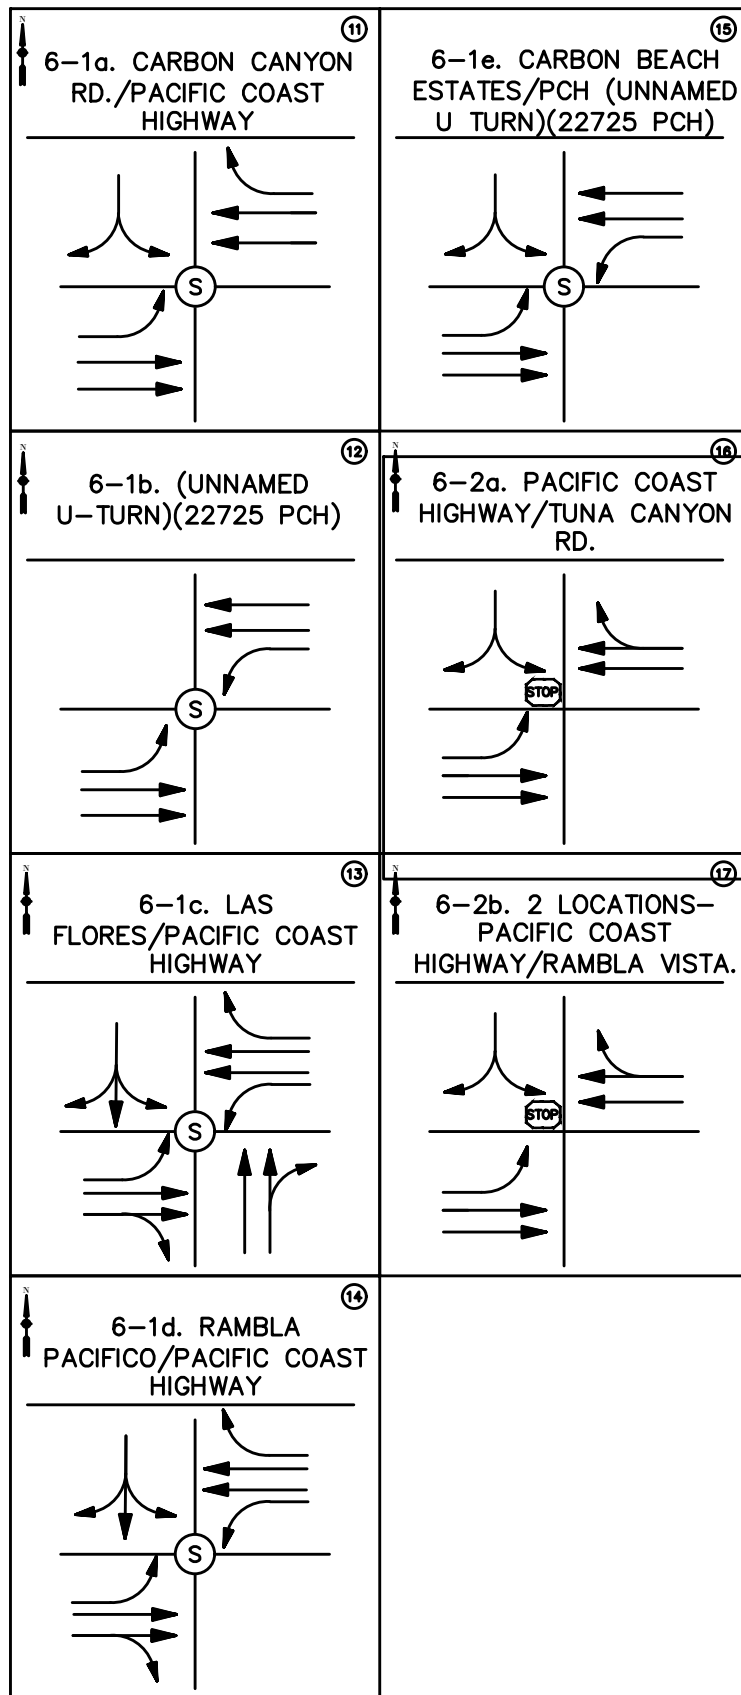 N
11
6-1a. CARBON CANYON
RD./PACIFIC COAST
HIGHWAY
S
N
12
6-1b. (UNNAMED
U-TURN)(22725 PCH)
S
N
13
6-1c. LAS
FLORES/PACIFIC COAST
HIGHWAY
S
N
14
6-1d. RAMBLA
PACIFICO/PACIFIC COAST
HIGHWAY
S
15
6-1e. CARBON BEACH
ESTATES/PCH (UNNAMED
U TURN)(22725 PCH)
S
N
16
6-2a. PACIFIC COAST
HIGHWAY/TUNA CANYON
RD.
STOP
N
17
6-2b. 2 LOCATIONS-
PACIFIC COAST
HIGHWAY/RAMBLA VISTA.
STOP